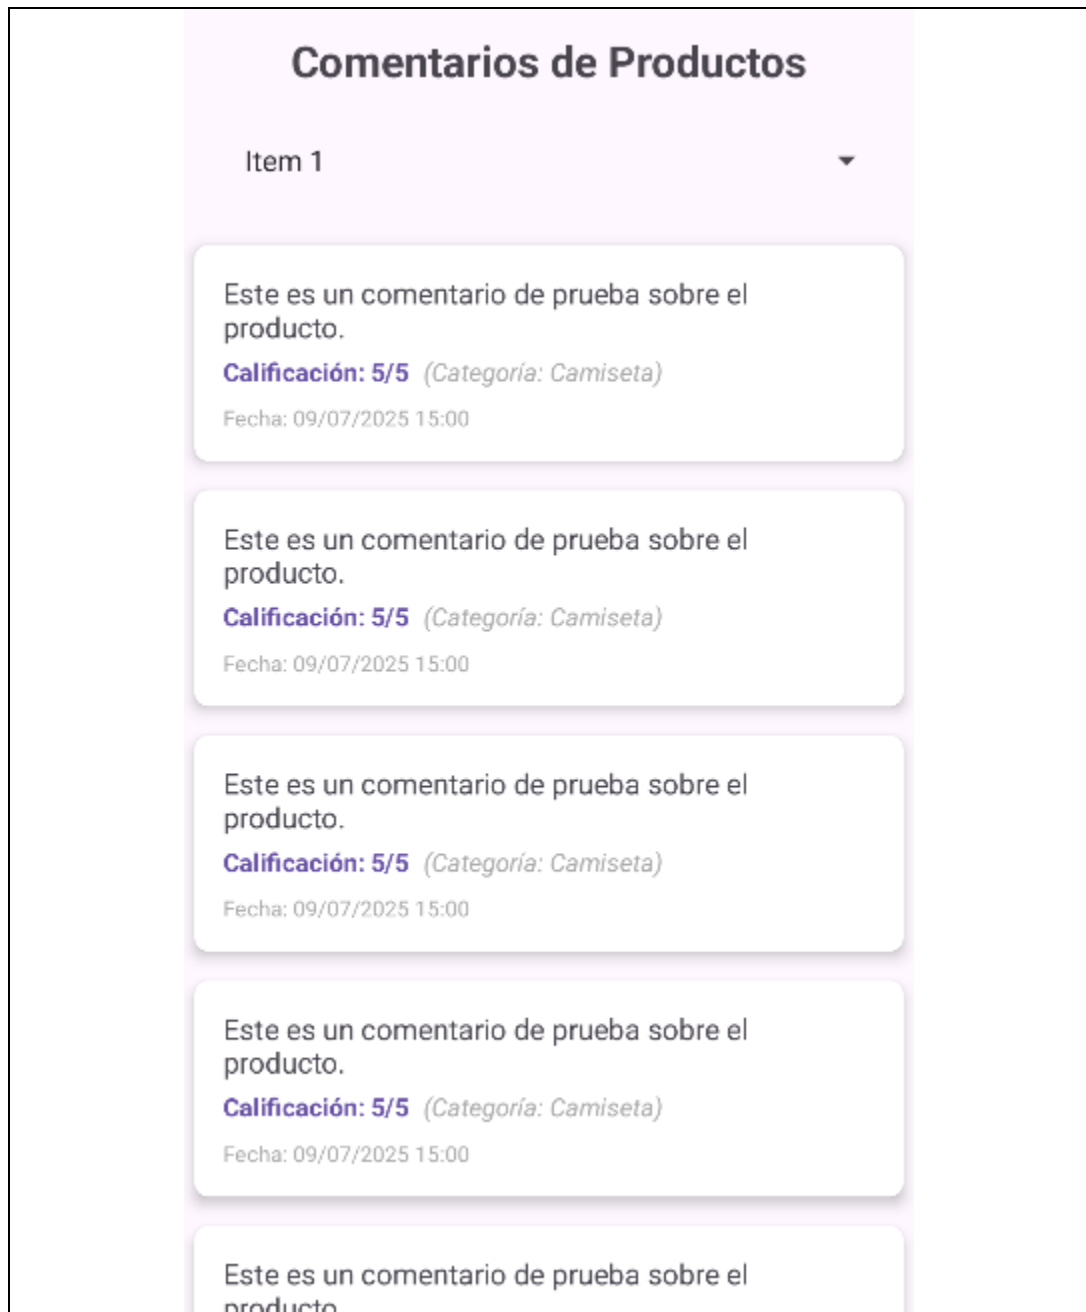 Comentarios de Productos
Item 1
Este es un comentario de prueba sobre el
producto.
Calificación: 5/5 (Categoría: Camiseta)
Fecha: 09/07/2025 15:00
Este es un comentario de prueba sobre el
producto.
Calificación: 5/5 (Categoría: Camiseta)
Fecha: 09/07/2025 15:00
Este es un comentario de prueba sobre el
producto.
Calificación: 5/5 (Categoría: Camiseta)
Fecha: 09/07/2025 15:00
Este es un comentario de prueba sobre el
producto.
Calificación: 5/5 (Categoría: Camiseta)
Fecha: 09/07/2025 15:00
Este es un comentario de prueba sobre el
producto